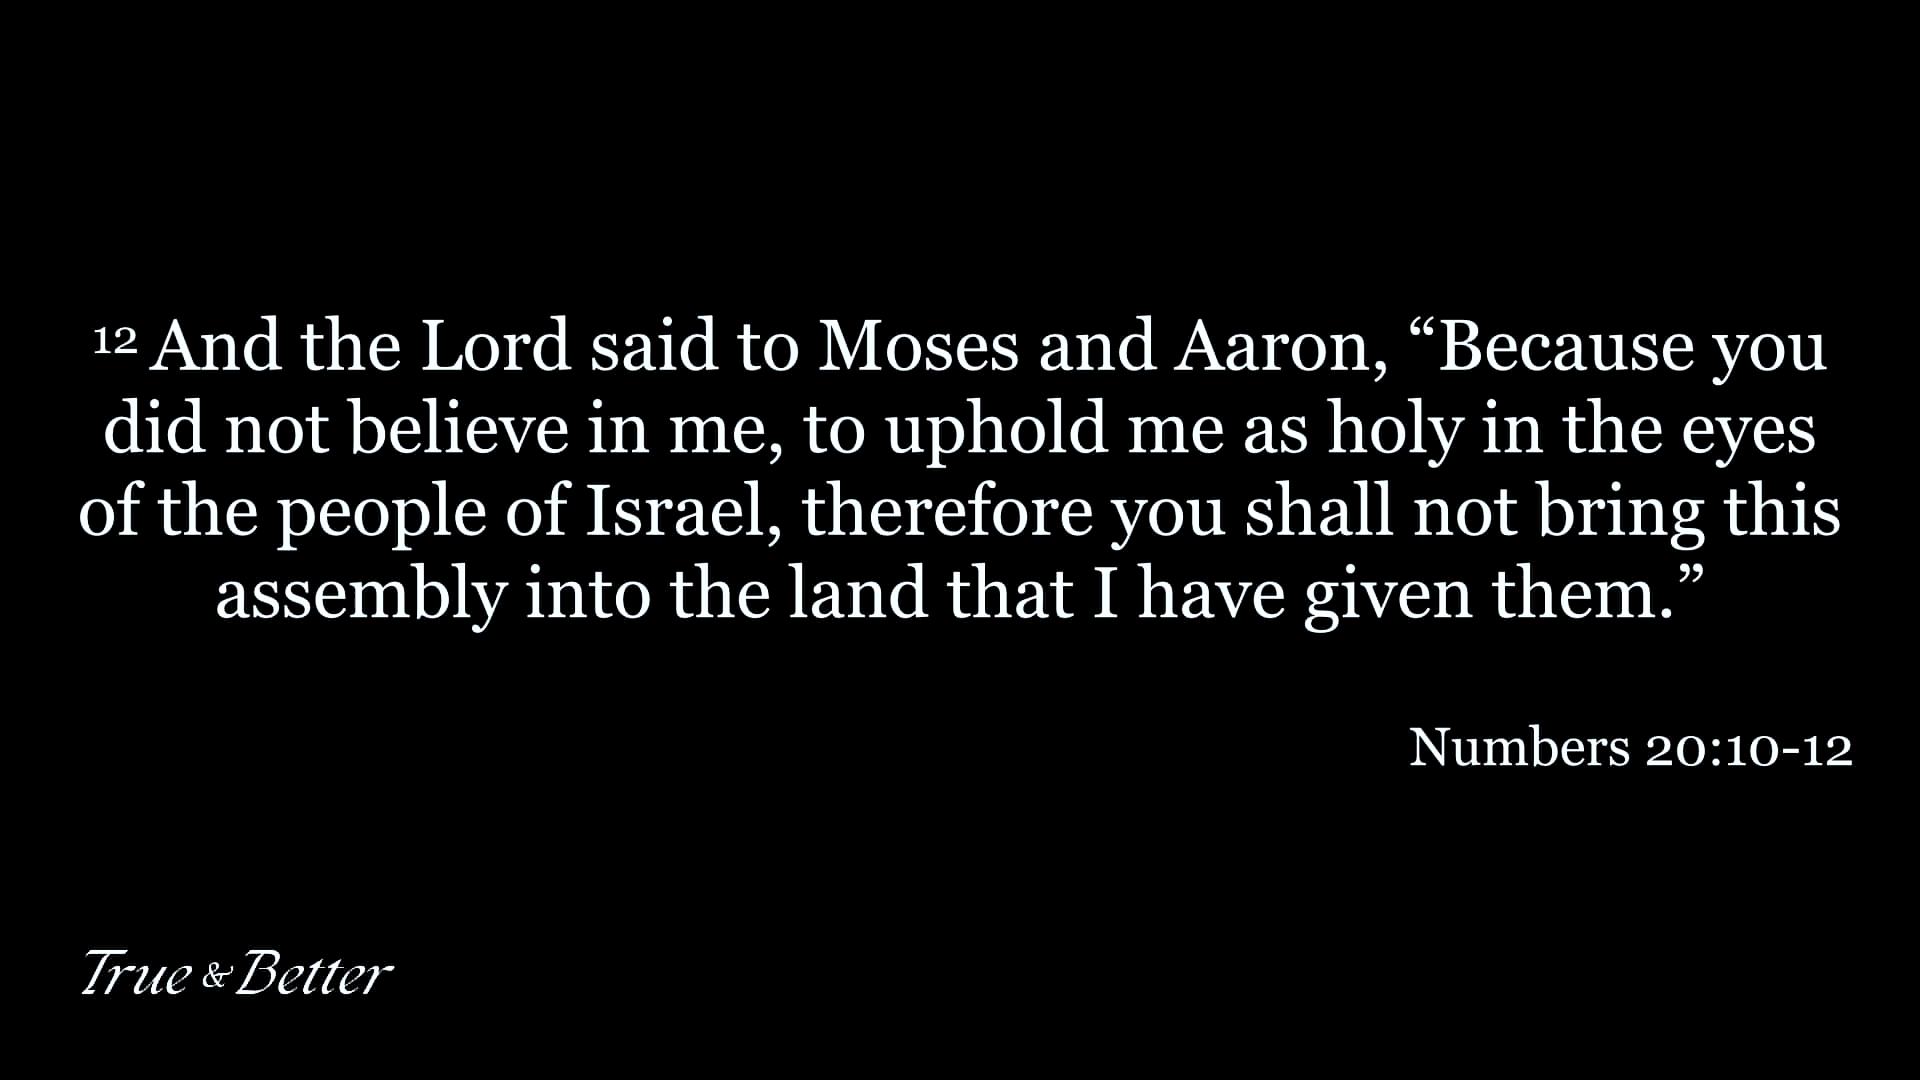 12 And the Lord said to Moses and Aaron, “Because you
did not believe in me, to uphold me as holy in the eyes
of the people of Israel, therefore you shall not bring this
assembly into the land that I have given them.”
Numbers 20:10-12
True & Better